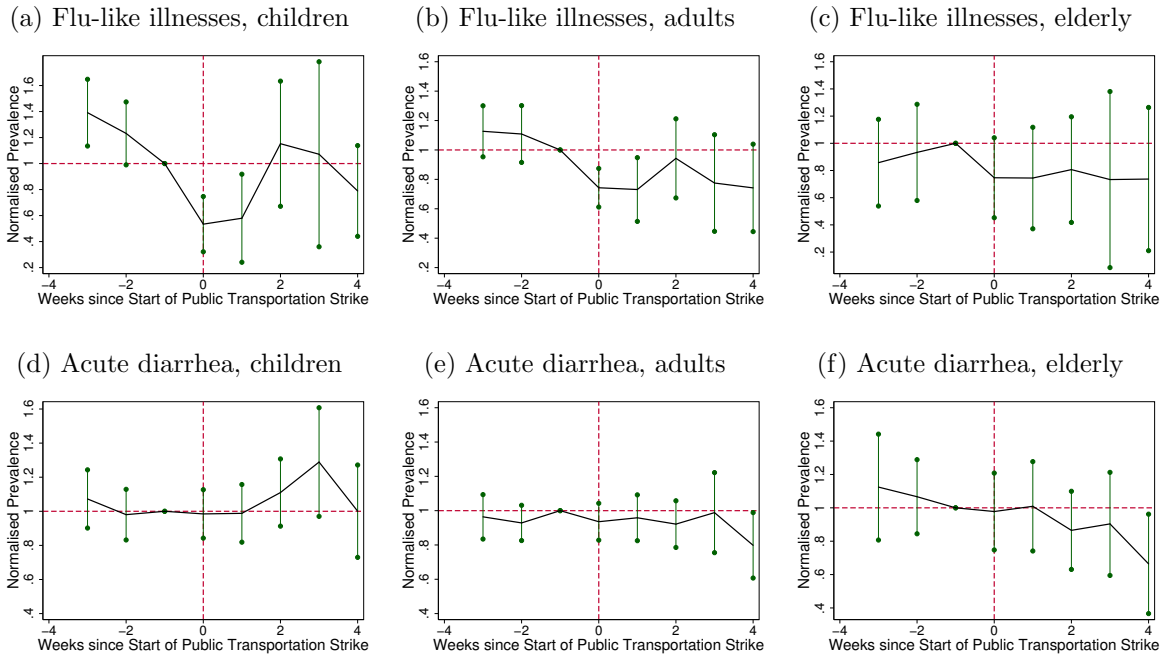 (a) Flu-like illnesses, children
(b) Flu-like illnesses, adults
(c) Flu-like illnesses, elderly
Normalised Prevalence
.2 .4 .6 .8 1 1.2 1.4 1.6
−4 −2 0 2 4
Weeks since Start of Public Transportation Strike
Normalised Prevalence
.2 .4 .6 .8 1 1.2 1.4 1.6
−4 −2 0 2 4
Weeks since Start of Public Transportation Strike
Normalised Prevalence
.2 .4 .6 .8 1 1.2 1.4 1.6
−4 −2 0 2 4
Weeks since Start of Public Transportation Strike
(d) Acute diarrhea, children
(e) Acute diarrhea, adults
(f) Acute diarrhea, elderly
Normalised Prevalence
.4 .6 .8 1 1.2 1.4 1.6
−4 −2 0 2 4
Weeks since Start of Public Transportation Strike
Normalised Prevalence
.4 .6 .8 1 1.2 1.4 1.6
−4 −2 0 2 4
Weeks since Start of Public Transportation Strike
Normalised Prevalence
.4 .6 .8 1 1.2 1.4 1.6
−4 −2 0 2 4
Weeks since Start of Public Transportation Strike